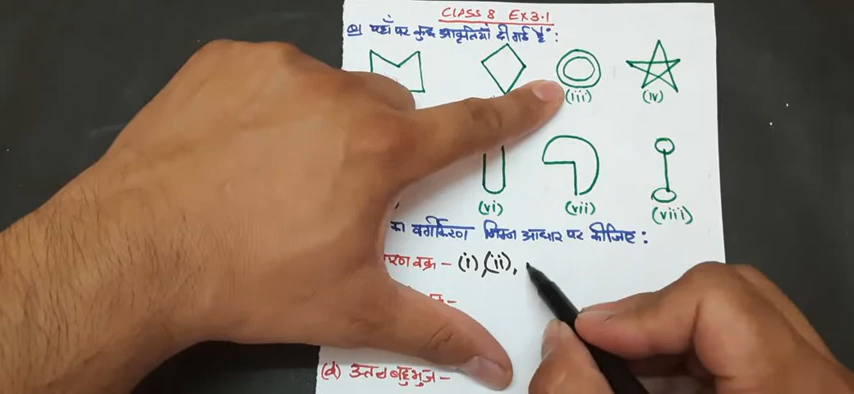 CLASS 8 EX 3.1
Q1 यहाँ पर कुछ आकृतियाँ दी गई हैं :
(iii) (iv)
(vi) (vii) (viii)
का वर्गीकरण निम्न आधार पर कीजिए :
वक्र - (i), (ii),
(d) उत्तल बहुभुज -